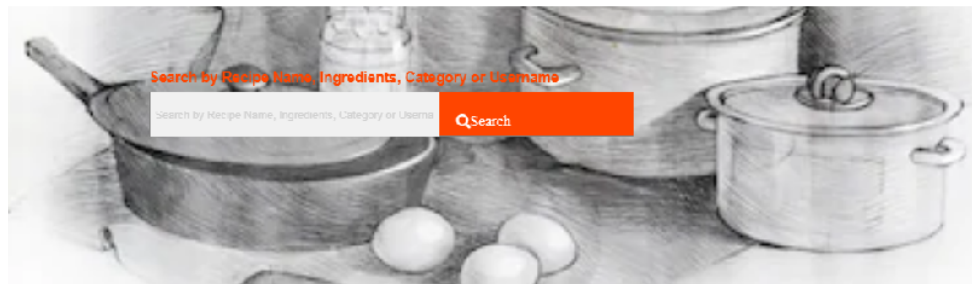 Search by Recipe Name, Ingredients, Category or Username
Search by Recipe Name, Ingredients, Category or Userna
Search